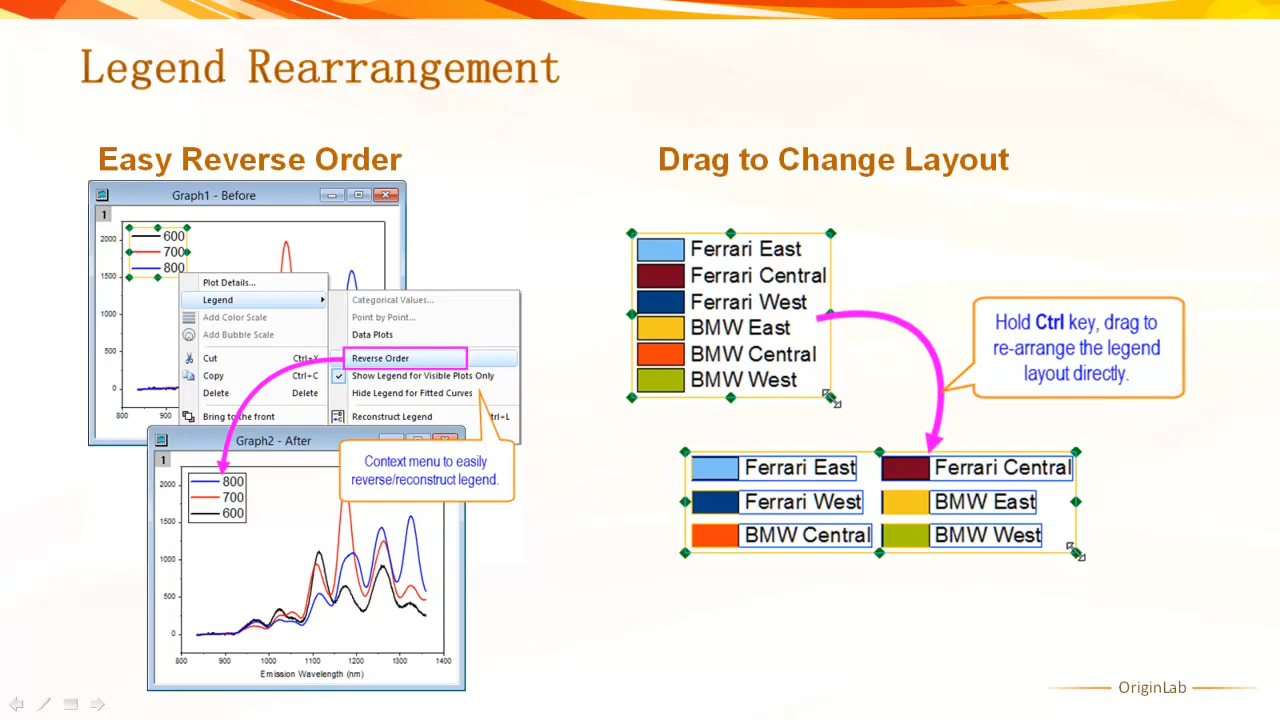 Legend Rearrangement
Easy Reverse Order
Graph1 - Before
1
2000
1500
1000
500
0
800
900
600
700
800
Plot Details...
Legend
Add Color Scale
Add Bubble Scale
Cut Ctrl+X
Copy Ctrl+C
Delete Delete
Bring to the front
Categorical Values...
Point by Point...
Data Plots
Reverse Order
Show Legend for Visible Plots Only
Hide Legend for Fitted Curves
Reconstruct Legend
Context menu to easily
reverse/reconstruct legend.
Graph2 - After
1
800
700
600
2000
1500
1000
500
0
800 900 1000 1100 1200 1300 1400
Emission Wavelength (nm)
Drag to Change Layout
Ferrari East
Ferrari Central
Ferrari West
BMW East
BMW Central
BMW West
Hold Ctrl key, drag to
re-arrange the legend
layout directly.
Ferrari East Ferrari Central
Ferrari West BMW East
BMW Central BMW West
OriginLab